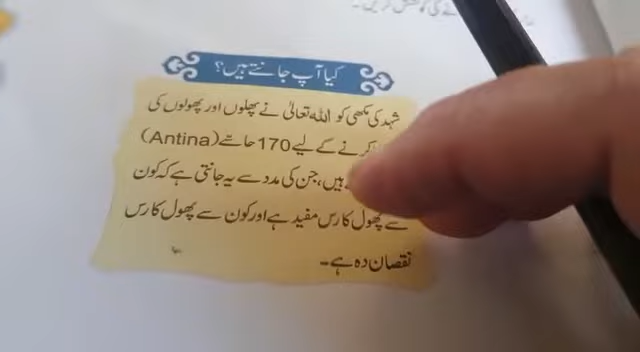 کیا آپ جانتے ہیں؟
شہد کی مکھی کو اللہ تعالیٰ نے پھلوں اور پھولوں کی
کرنے کے لیے 170 حاسّے (Antina)
ہیں، جن کی مدد سے یہ جانتی ہے کہ کون
سے پھول کا رس مفید ہے اور کون سے پھول کا رس
نقصان دہ ہے۔